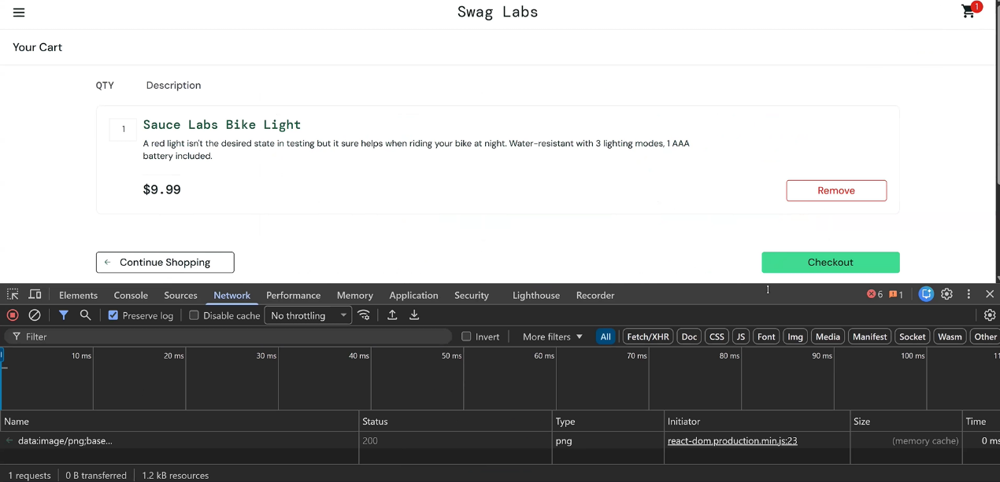 Swag Labs
1
Your Cart
QTY Description
1
Sauce Labs Bike Light
A red light isn't the desired state in testing but it sure helps when riding your bike at night. Water-resistant with 3 lighting modes, 1 AAA
battery included.
$9.99
Remove
← Continue Shopping
Checkout
Elements Console Sources Network Performance Memory Application Security Lighthouse Recorder 6 1
Preserve log Disable cache No throttling
Filter Invert More filters All Fetch/XHR Doc CSS JS Font Img Media Manifest Socket Wasm Other
10 ms 20 ms 30 ms 40 ms 50 ms 60 ms 70 ms 80 ms 90 ms 100 ms 11
Name Status Type Initiator Size Time
← data:image/png;base... 200 png react-dom.production.min.js:23 (memory cache) 0 ms
1 requests 0 B transferred 1.2 kB resources